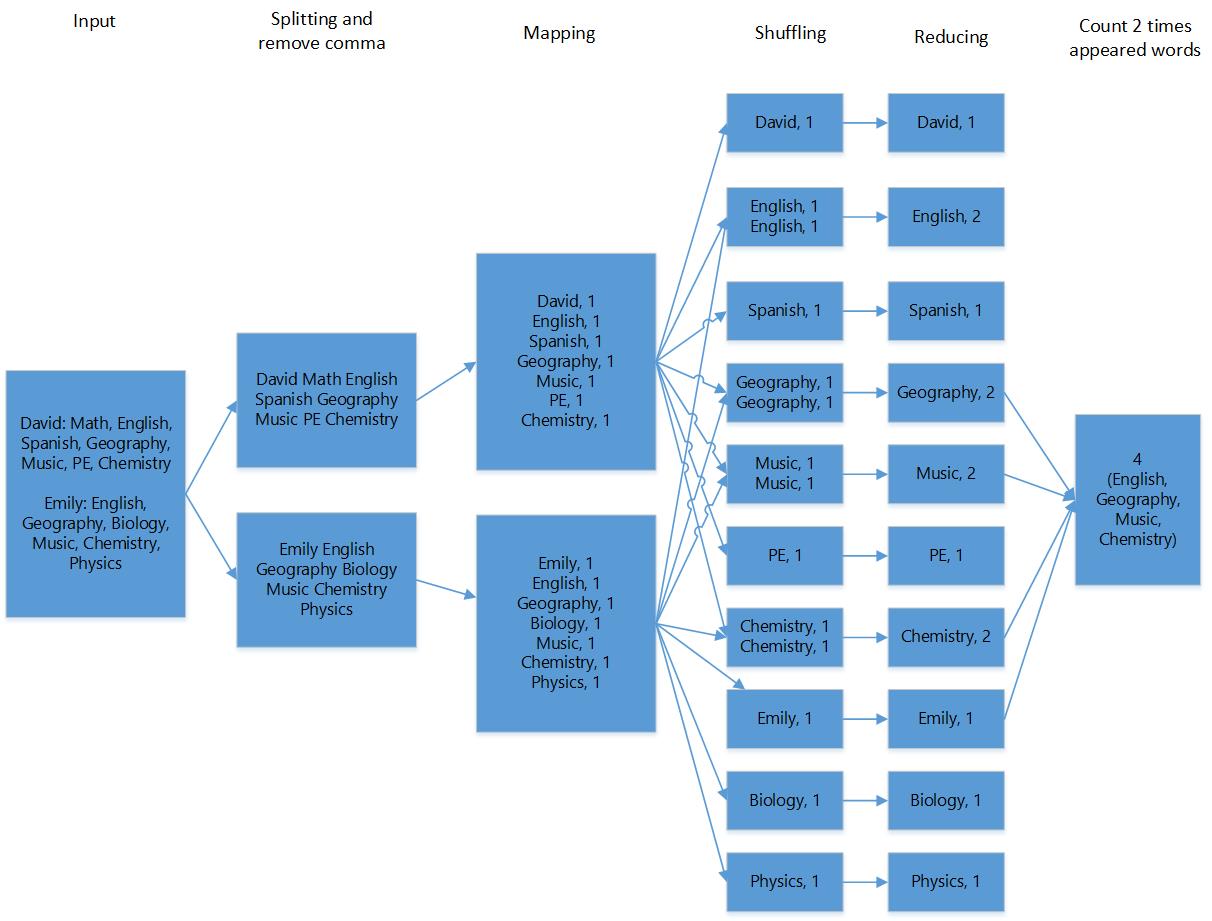 Input
Splitting and
remove comma
Mapping
Shuffling
Reducing
Count 2 times
appeared words
David: Math, English,
Spanish, Geography,
Music, PE, Chemistry
Emily: English,
Geography, Biology,
Music, Chemistry,
Physics
David Math English
Spanish Geography
Music PE Chemistry
Emily English
Geography Biology
Music Chemistry
Physics
David, 1
English, 1
Spanish, 1
Geography, 1
Music, 1
PE, 1
Chemistry, 1
Emily, 1
English, 1
Geography, 1
Biology, 1
Music, 1
Chemistry, 1
Physics, 1
David, 1
English, 1
English, 1
Spanish, 1
Geography, 1
Geography, 1
Music, 1
Music, 1
PE, 1
Chemistry, 1
Chemistry, 1
Emily, 1
Biology, 1
Physics, 1
David, 1
English, 2
Spanish, 1
Geography, 2
Music, 2
PE, 1
Chemistry, 2
Emily, 1
Biology, 1
Physics, 1
4
(English,
Geography,
Music,
Chemistry)